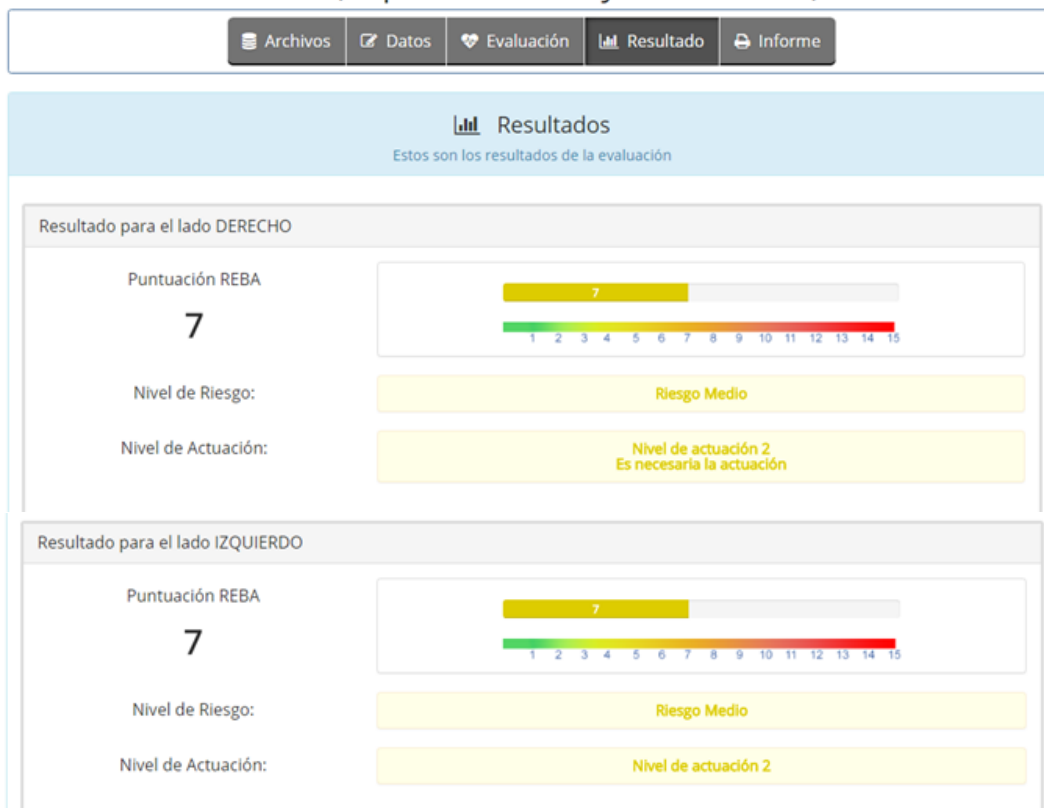 Archivos Datos Evaluación Resultado Informe
Resultados
Estos son los resultados de la evaluación
Resultado para el lado DERECHO
Puntuación REBA
7
7
1 2 3 4 5 6 7 8 9 10 11 12 13 14 15
Nivel de Riesgo:
Riesgo Medio
Nivel de Actuación:
Nivel de actuación 2
Es necesaria la actuación
Resultado para el lado IZQUIERDO
Puntuación REBA
7
7
1 2 3 4 5 6 7 8 9 10 11 12 13 14 15
Nivel de Riesgo:
Riesgo Medio
Nivel de Actuación:
Nivel de actuación 2